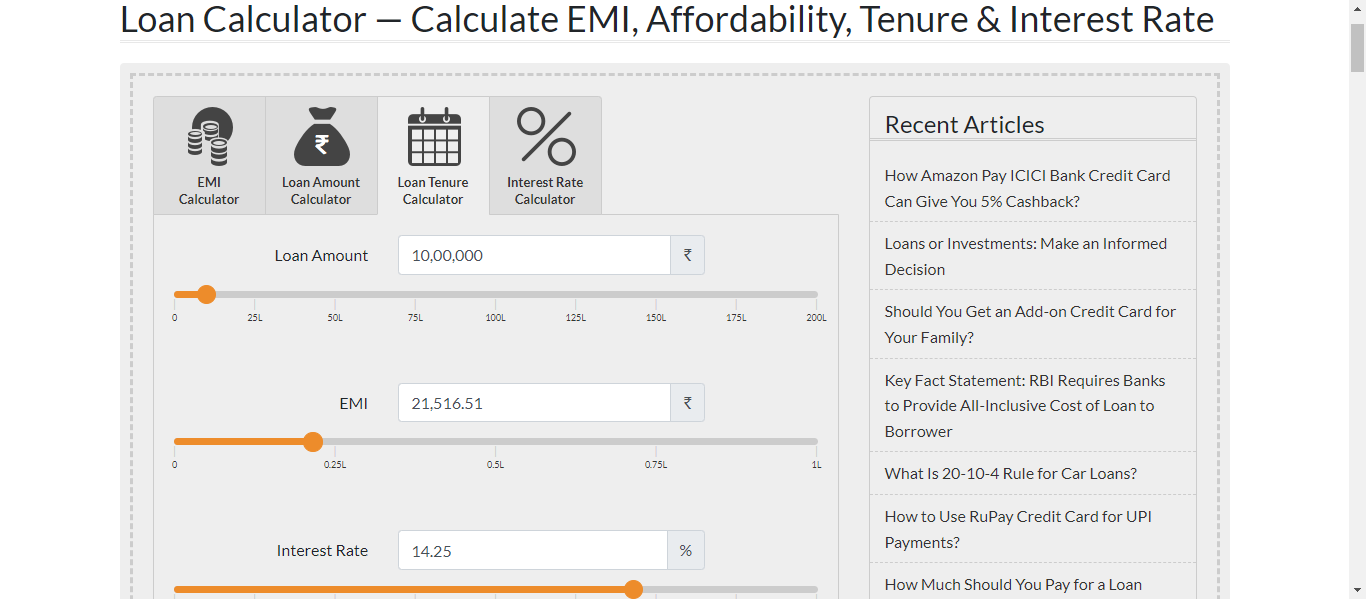 Loan Calculator — Calculate EMI, Affordability, Tenure & Interest Rate
EMI
Calculator
₹
Loan Amount
Calculator
Loan Tenure
Calculator
%
Interest Rate
Calculator
Loan Amount
10,00,000
₹
0 25L 50L 75L 100L 125L 150L 175L 200L
EMI
21,516.51
₹
0 0.25L 0.5L 0.75L 1L
Interest Rate
14.25
%
Recent Articles
How Amazon Pay ICICI Bank Credit Card
Can Give You 5% Cashback?
Loans or Investments: Make an Informed
Decision
Should You Get an Add-on Credit Card for
Your Family?
Key Fact Statement: RBI Requires Banks
to Provide All-Inclusive Cost of Loan to
Borrower
What Is 20-10-4 Rule for Car Loans?
How to Use RuPay Credit Card for UPI
Payments?
How Much Should You Pay for a Loan